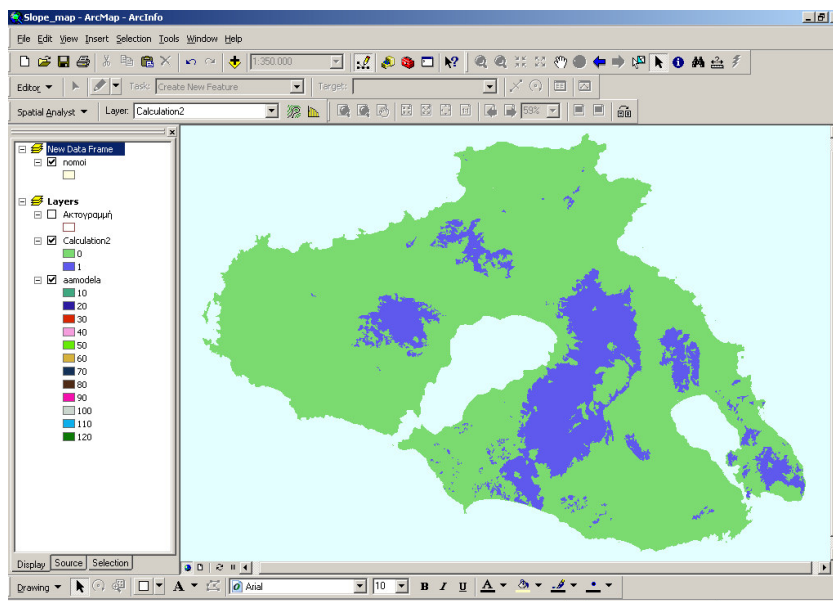 Slope_map - ArcMap - ArcInfo
File Edit View Insert Selection Tools Window Help
1:350.000
Editor Task: Create New Feature Target:
Spatial Analyst Layer: Calculation2 59%
New Data Frame
nomoi
Layers
Ακτογραμμή
Calculation2
0
1
aamodela
10
20
30
40
50
60
70
80
90
100
110
120
Display Source Selection
Drawing A Arial 10 B I U A